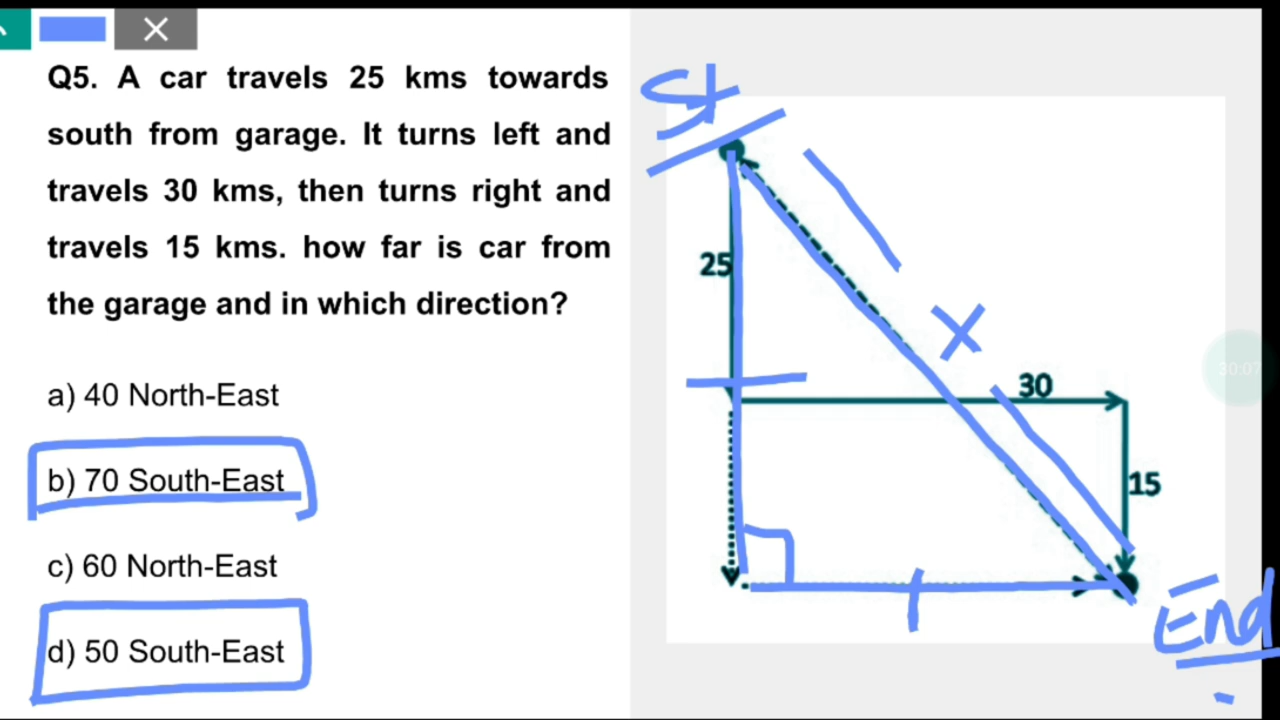 Q5. A car travels 25 kms towards
south from garage. It turns left and
travels 30 kms, then turns right and
travels 15 kms. how far is car from
the garage and in which direction?
a) 40 North-East
b) 70 South-East
c) 60 North-East
d) 50 South-East
St
25
x
30
15
End
30:07